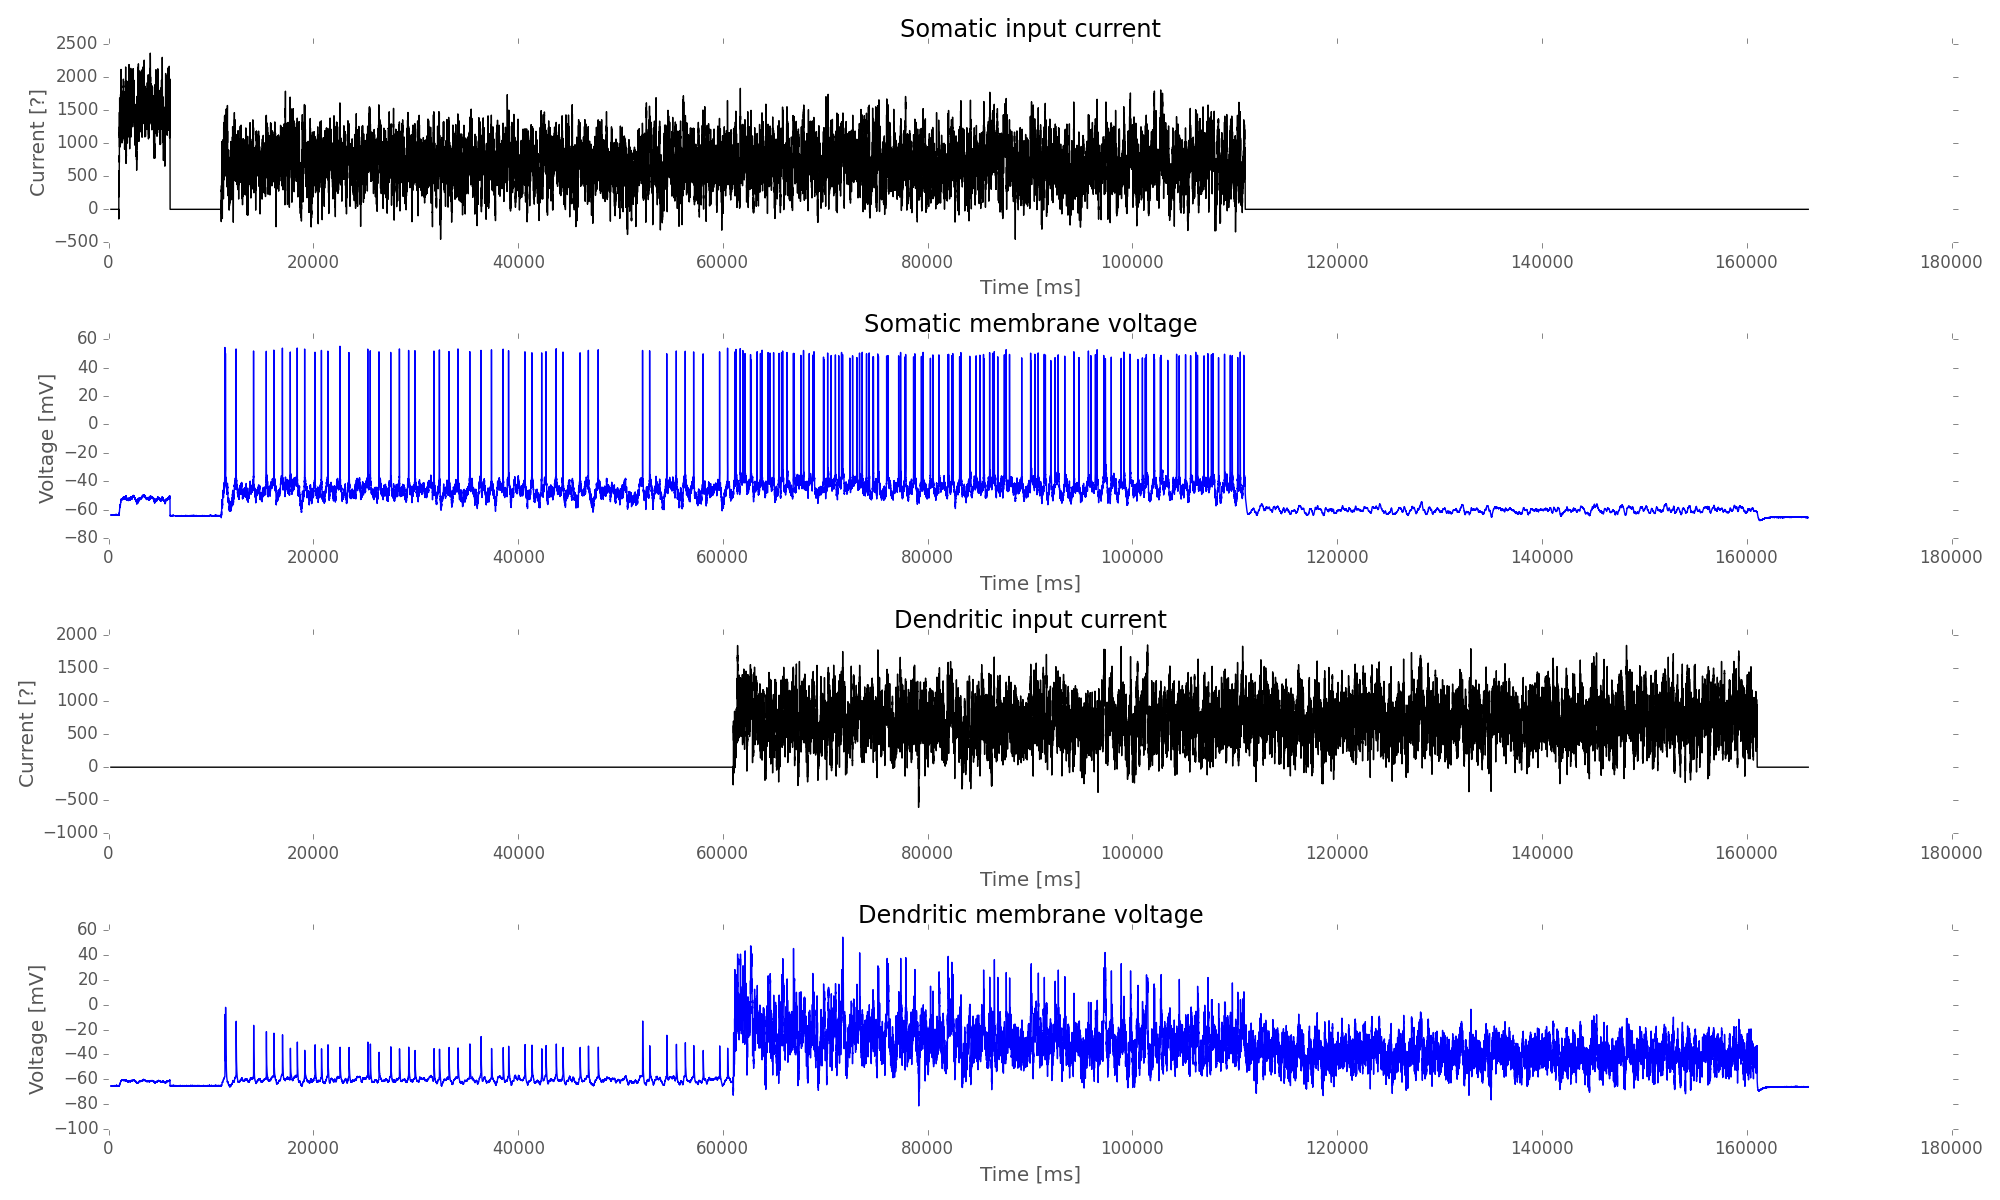 Somatic input current
2500
2000
1500
1000
500
0
−500
Current [?]
0 20000 40000 60000 80000 100000 120000 140000 160000 180000
Time [ms]
Somatic membrane voltage
60
40
20
0
−20
−40
−60
−80
Voltage [mV]
0 20000 40000 60000 80000 100000 120000 140000 160000 180000
Time [ms]
Dendritic input current
2000
1500
1000
500
0
−500
−1000
Current [?]
0 20000 40000 60000 80000 100000 120000 140000 160000 180000
Time [ms]
Dendritic membrane voltage
60
40
20
0
−20
−40
−60
−80
−100
Voltage [mV]
0 20000 40000 60000 80000 100000 120000 140000 160000 180000
Time [ms]